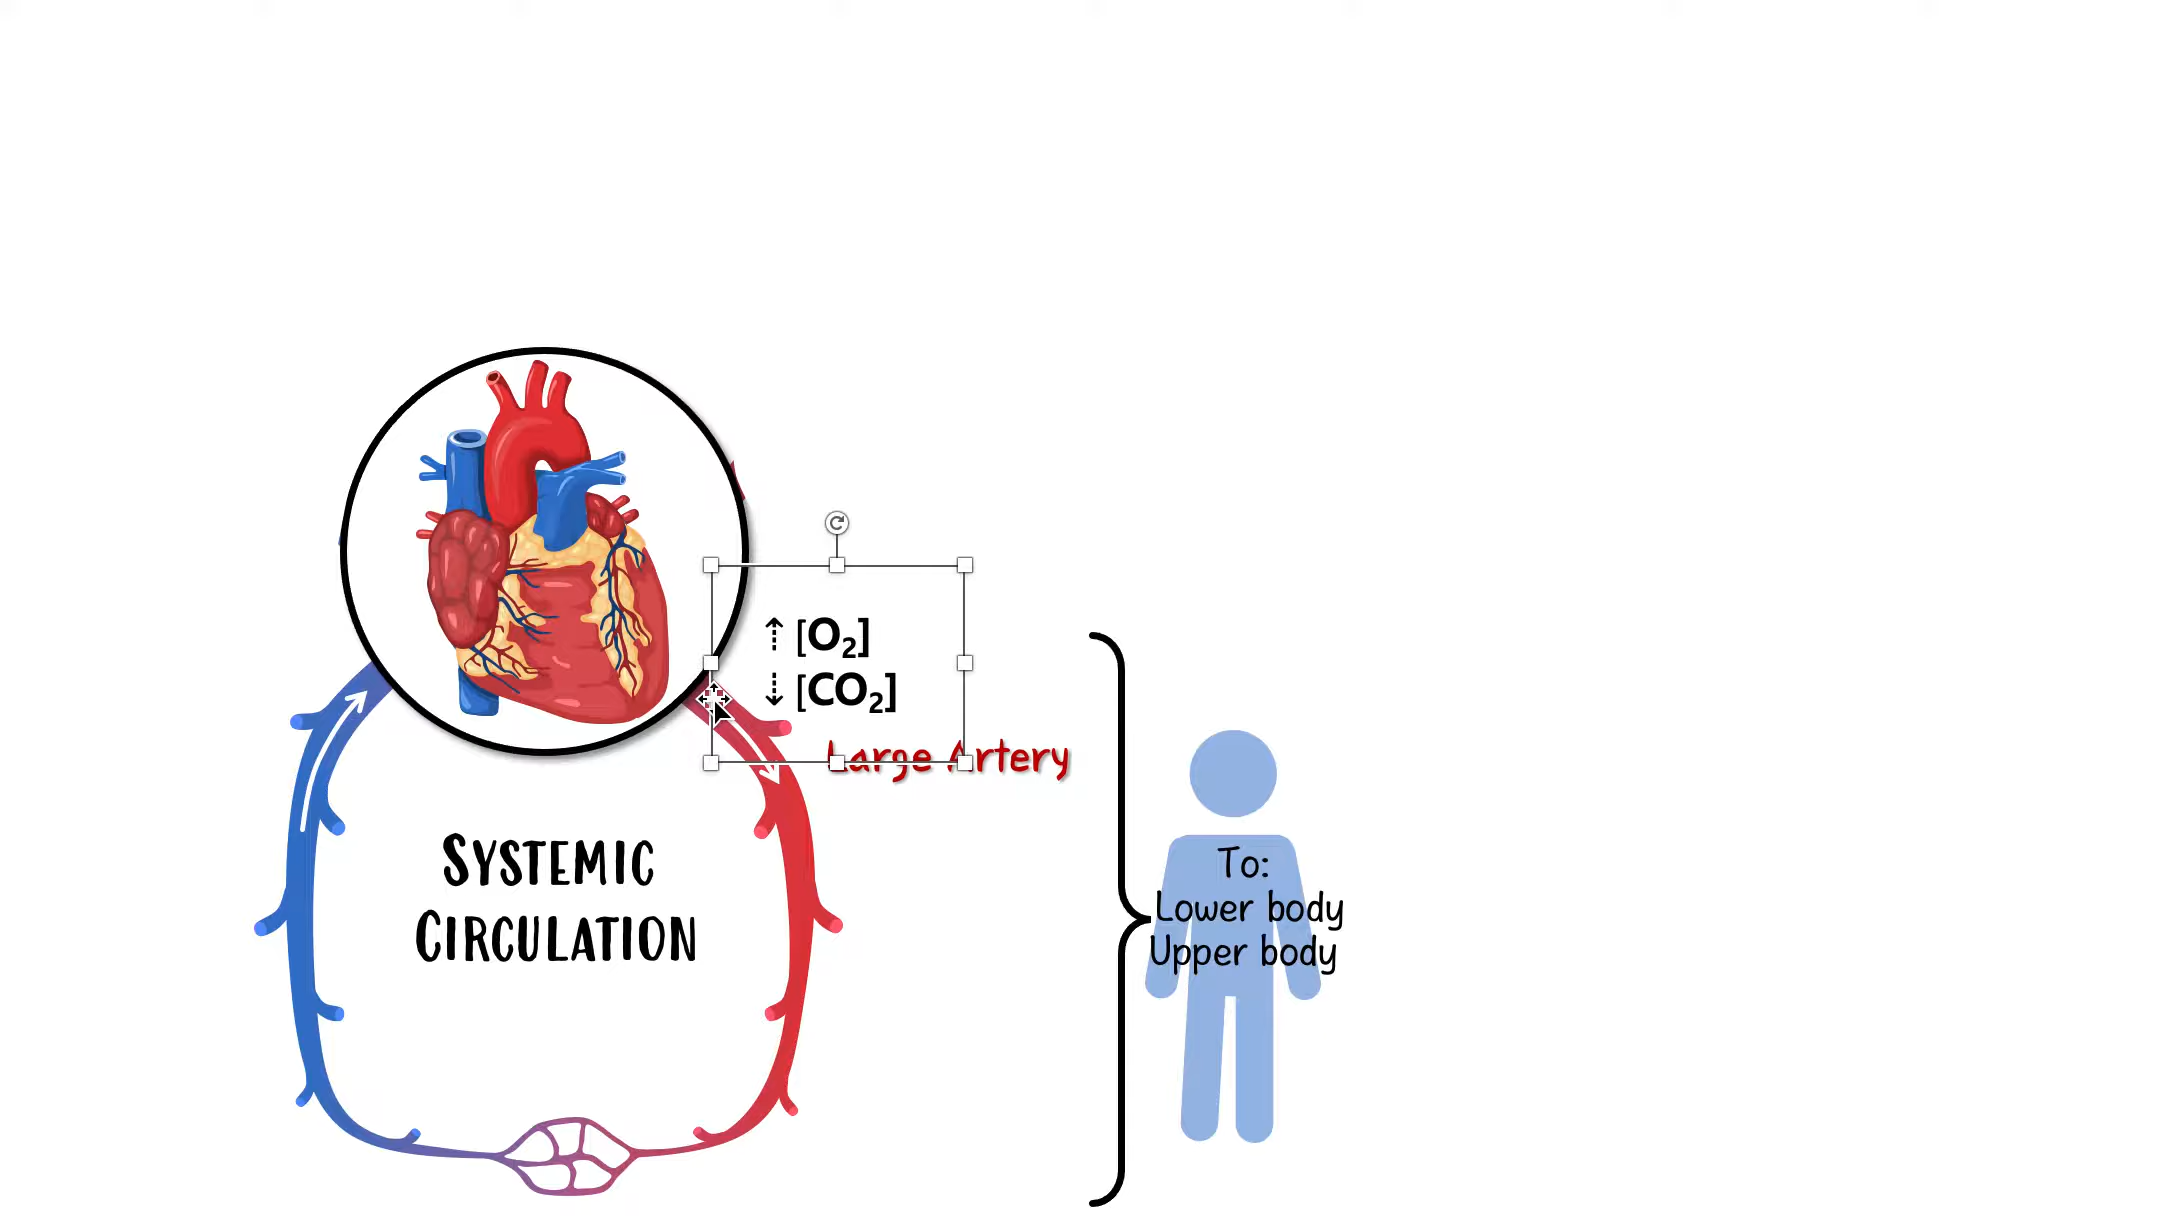 ⇡ [O₂]
⇣ [CO₂]
Large Artery
SYSTEMIC
CIRCULATION
To:
Lower body
Upper body